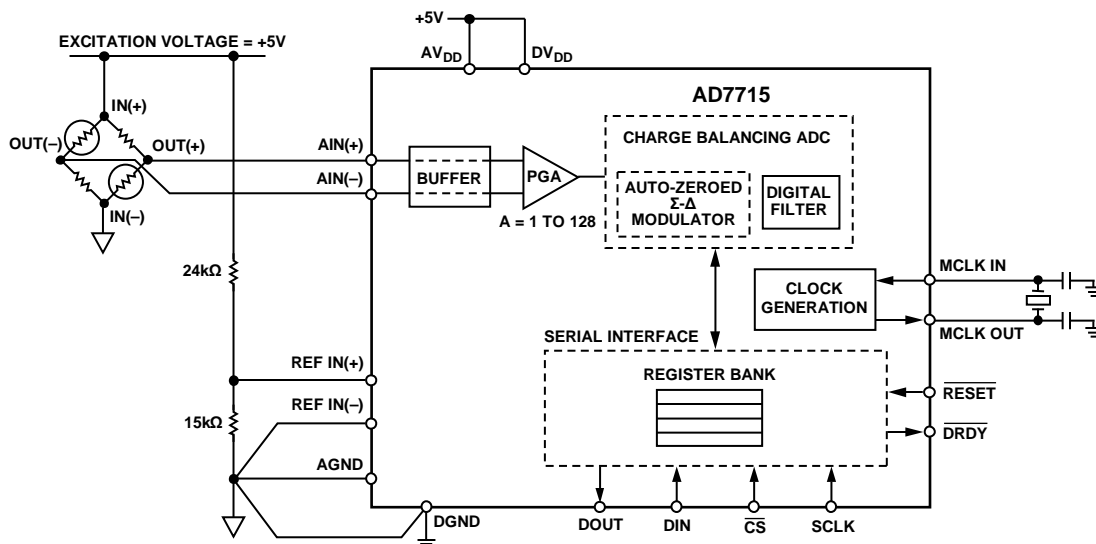 +5V
EXCITATION VOLTAGE = +5V
AVDD
DVDD
AD7715
IN(+)
OUT(–)
OUT(+)
IN(–)
AIN(+)
AIN(–)
BUFFER
PGA
A = 1 TO 128
CHARGE BALANCING ADC
AUTO-ZEROED
Σ-Δ
MODULATOR
DIGITAL
FILTER
24kΩ
MCLK IN
CLOCK
GENERATION
MCLK OUT
SERIAL INTERFACE
REGISTER BANK
REF IN(+)
REF IN(–)
15kΩ
AGND
RESET
DRDY
DGND
DOUT
DIN
CS
SCLK